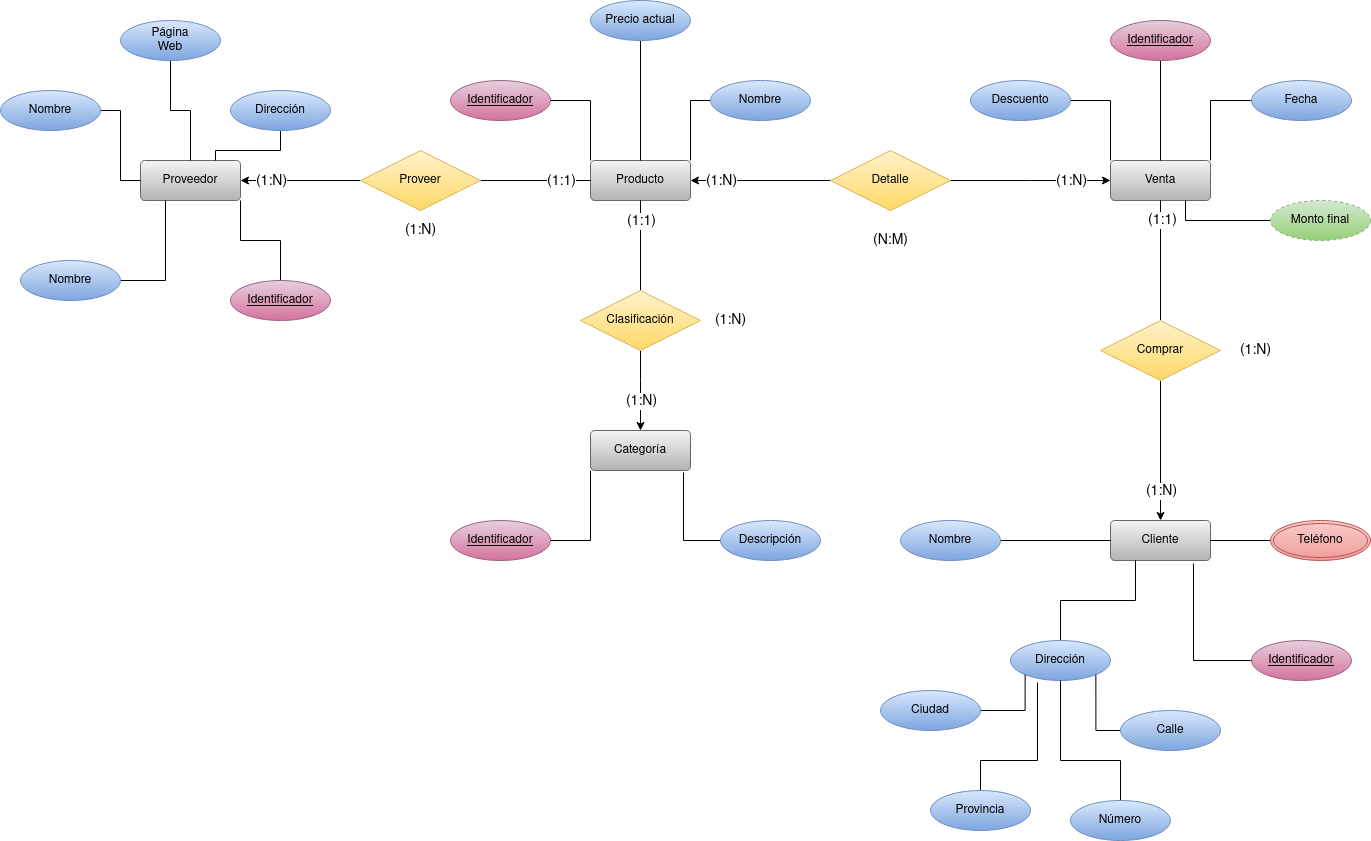 Precio actual
Página
Web
Identificador
Nombre
Dirección
Identificador
Nombre
Descuento
Fecha
Proveedor
(1:N)
Proveer
(1:1)
Producto
(1:N)
Detalle
(1:N)
Venta
(1:N)
(1:1)
(N:M)
(1:1)
Monto final
Nombre
Identificador
Clasificación
(1:N)
Comprar
(1:N)
(1:N)
Categoría
(1:N)
Identificador
Descripción
Nombre
Cliente
Teléfono
Dirección
Identificador
Ciudad
Calle
Provincia
Número